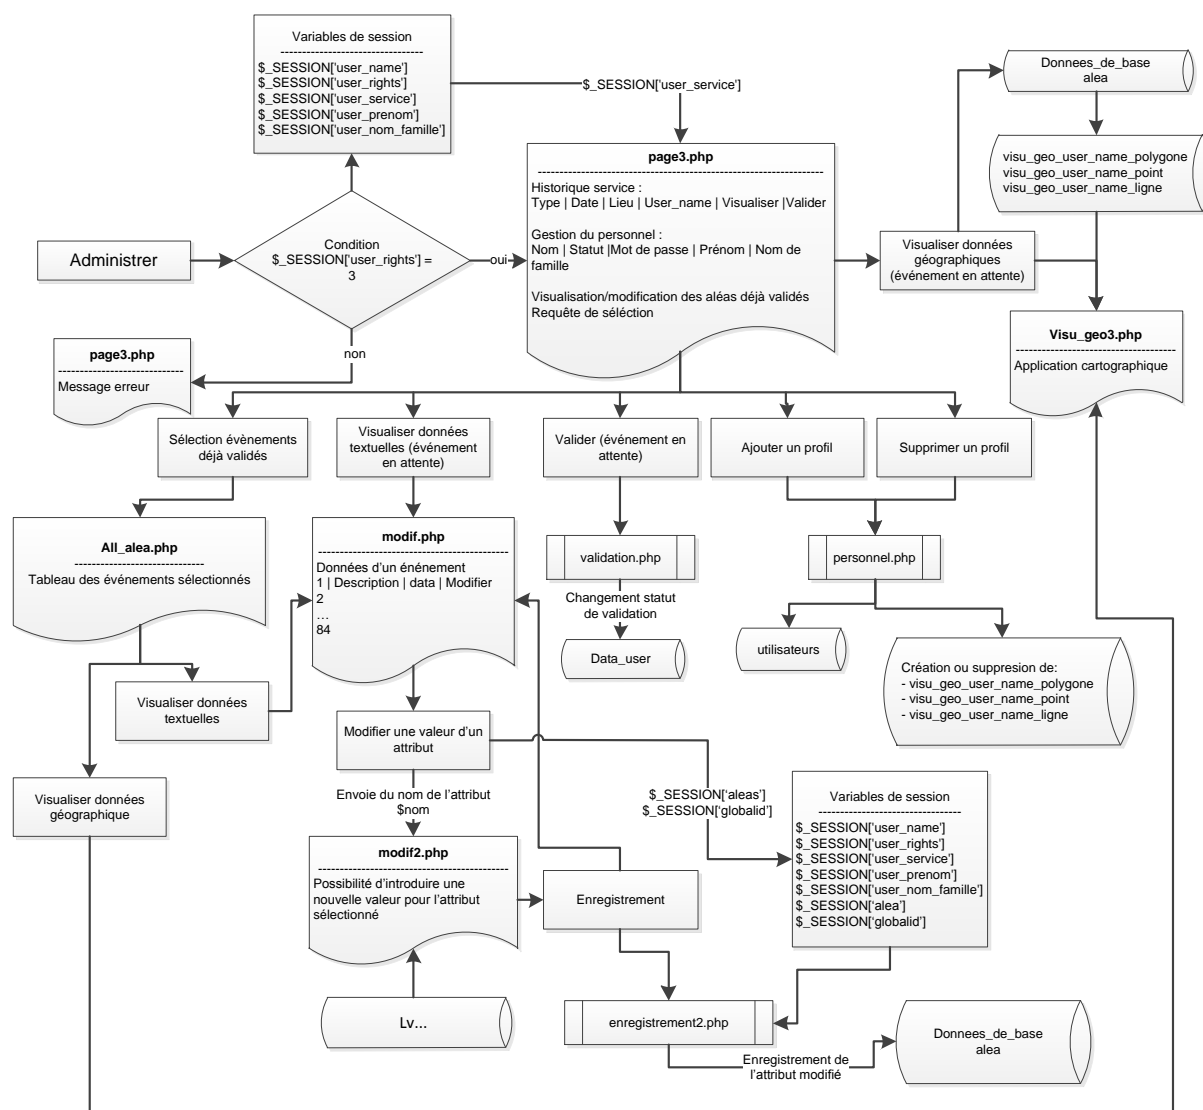 Variables de session
--------------------------------
$_SESSION['user_name']
$_SESSION['user_rights']
$_SESSION['user_service']
$_SESSION['user_prenom']
$_SESSION['user_nom_famille']
$_SESSION['user_service']
Donnees_de_base
alea
visu_geo_user_name_polygone
visu_geo_user_name_point
visu_geo_user_name_ligne
page3.php
Historique service :
Type | Date | Lieu | User_name | Visualiser |Valider
Gestion du personnel :
Nom | Statut |Mot de passe | Prénom | Nom de
famille
Visualisation/modification des aléas déjà validés
Requête de séléction
Administrer
Condition
$_SESSION['user_rights'] =
3
oui
non
Visualiser données
géographiques
(événement en attente)
page3.php
Message erreur
Visu_geo3.php
Application cartographique
Sélection évènements
déjà validés
Visualiser données
textuelles (événement
en attente)
Valider (événement en
attente)
Ajouter un profil
Supprimer un profil
All_alea.php
Tableau des événements sélectionnés
modif.php
Données d'un énénement
1 | Description | data | Modifier
2
…
84
validation.php
Changement statut
de validation
Data_user
personnel.php
utilisateurs
Création ou suppresion de:
- visu_geo_user_name_polygone
- visu_geo_user_name_point
- visu_geo_user_name_ligne
Visualiser données
textuelles
Modifier une valeur d'un
attribut
Visualiser données
géographique
Envoie du nom de l'attribut
$nom
$_SESSION['aleas']
$_SESSION['globalid']
Variables de session
$_SESSION['user_name']
$_SESSION['user_rights']
$_SESSION['user_service']
$_SESSION['user_prenom']
$_SESSION['user_nom_famille']
$_SESSION['alea']
$_SESSION['globalid']
modif2.php
Possibilité d'introduire une
nouvelle valeur pour l'attribut
sélectionné
Enregistrement
Lv...
enregistrement2.php
Enregistrement de
l'attribut modifié
Donnees_de_base
alea